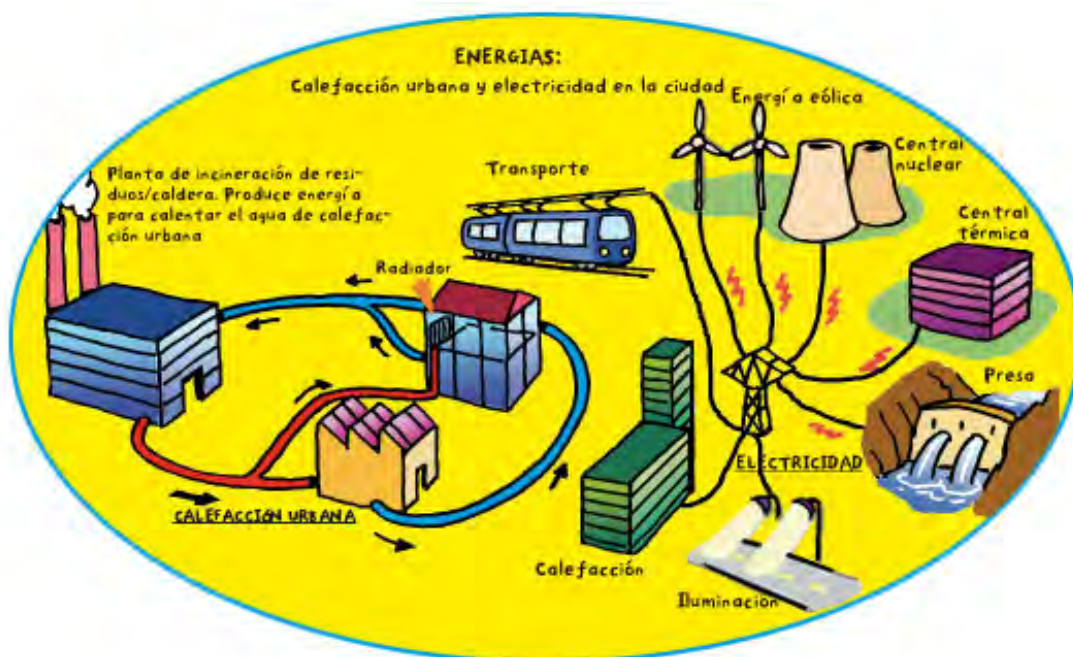 ENERGIAS:
Calefacción urbana y electricidad en la ciudad
Energía eólica
Central
nuclear
Planta de incineración de resi-
duos/caldera. Produce energía
para calentar el agua de calefac-
ción urbana
Transporte
Central
térmica
Radiador
Presa
ELECTRICIDAD
CALEFACCIÓN URBANA
Calefacción
Iluminacion